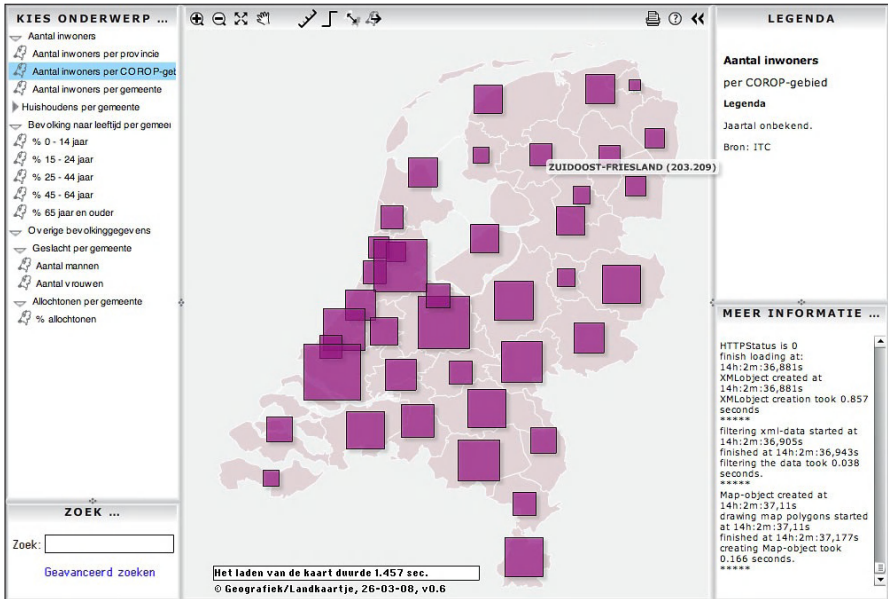 KIES ONDERWERP ...
Aantal inwoners
Aantal inwoners per provincie
Aantal inwoners per COROP-gebi
Aantal inwoners per gemeente
Huishoudens per gemeente
Bevolking naar leeftijd per gemeen
% 0 - 14 jaar
% 15 - 24 jaar
% 25 - 44 jaar
% 45 - 64 jaar
% 65 jaar en ouder
Overige bevolkinggegevens
Geslacht per gemeente
Aantal mannen
Aantal vrouwen
Allochtonen per gemeente
% allochtonen
ZOEK ...
Zoek:
Geavanceerd zoeken
ZUIDOOST-FRIESLAND (203.209)
Het laden van de kaart duurde 1.457 sec.
© Geografiek/Landkaartje, 26-03-08, v0.6
LEGENDA
Aantal inwoners
per COROP-gebied
Legenda
Jaartal onbekend.
Bron: ITC
MEER INFORMATIE ...
HTTPStatus is 0
finish loading at:
14h:2m:36,881s
XMLobject created at
14h:2m:36,881s
XMLobject creation took 0.857
seconds
*****
filtering xml-data started at
14h:2m:36,905s
finished at 14h:2m:36,943s
filtering the data took 0.038
seconds.
*****
Map-object created at
14h:2m:37,11s
drawing map polygons started
at 14h:2m:37,11s
finished at 14h:2m:37,177s
creating Map-object took
0.166 seconds.
*****